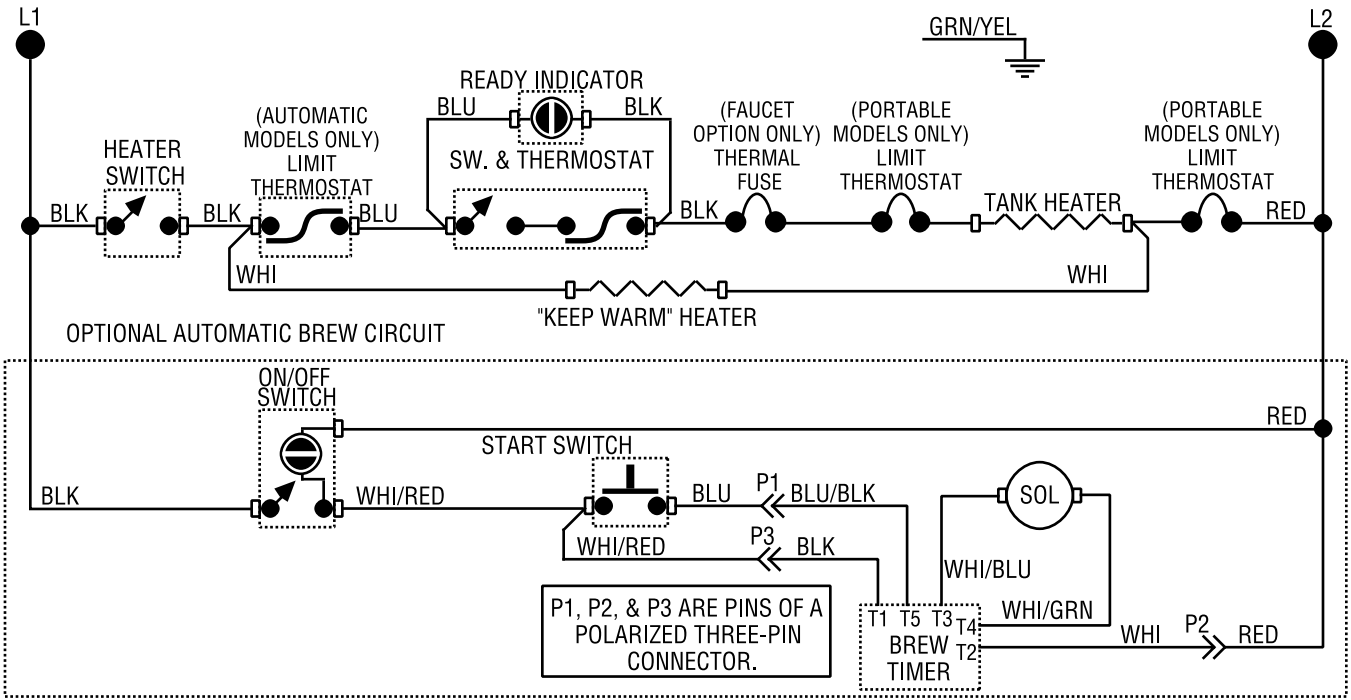 L1
GRN/YEL
L2
READY INDICATOR
BLU
BLK
(AUTOMATIC
MODELS ONLY)
LIMIT
THERMOSTAT
SW. & THERMOSTAT
(FAUCET
OPTION ONLY)
THERMAL
FUSE
(PORTABLE
MODELS ONLY)
LIMIT
THERMOSTAT
(PORTABLE
MODELS ONLY)
LIMIT
THERMOSTAT
HEATER
SWITCH
TANK HEATER
BLK
BLK
BLU
BLK
RED
WHI
WHI
"KEEP WARM" HEATER
OPTIONAL AUTOMATIC BREW CIRCUIT
ON/OFF
SWITCH
RED
START SWITCH
BLK
WHI/RED
BLU
P1
BLU/BLK
SOL
WHI/RED
P3
BLK
WHI/BLU
WHI/GRN
P1, P2, & P3 ARE PINS OF A
POLARIZED THREE-PIN
CONNECTOR.
T1 T5 T3 T4
BREW T2
TIMER
WHI
P2
RED